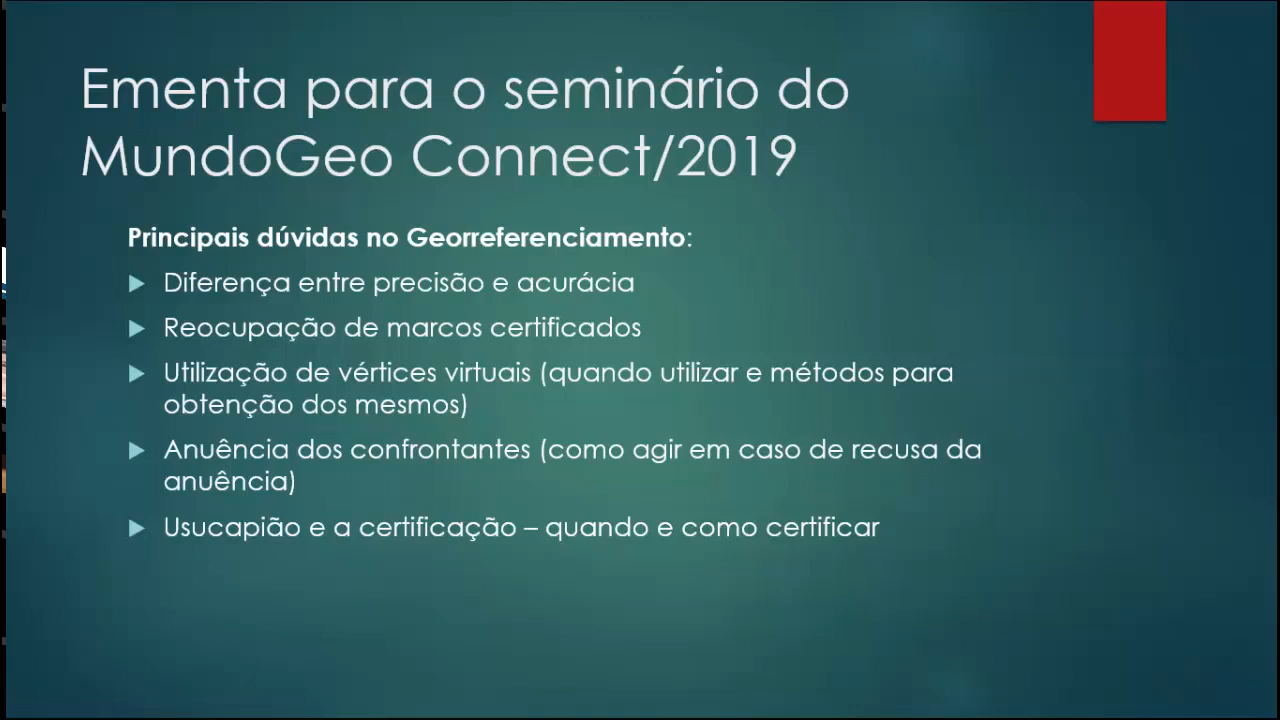 Ementa para o seminário do
MundoGeo Connect/2019
Principais dúvidas no Georreferenciamento:
Diferença entre precisão e acurácia
Reocupação de marcos certificados
Utilização de vértices virtuais (quando utilizar e métodos para
obtenção dos mesmos)
Anuência dos confrontantes (como agir em caso de recusa da
anuência)
Usucapião e a certificação – quando e como certificar